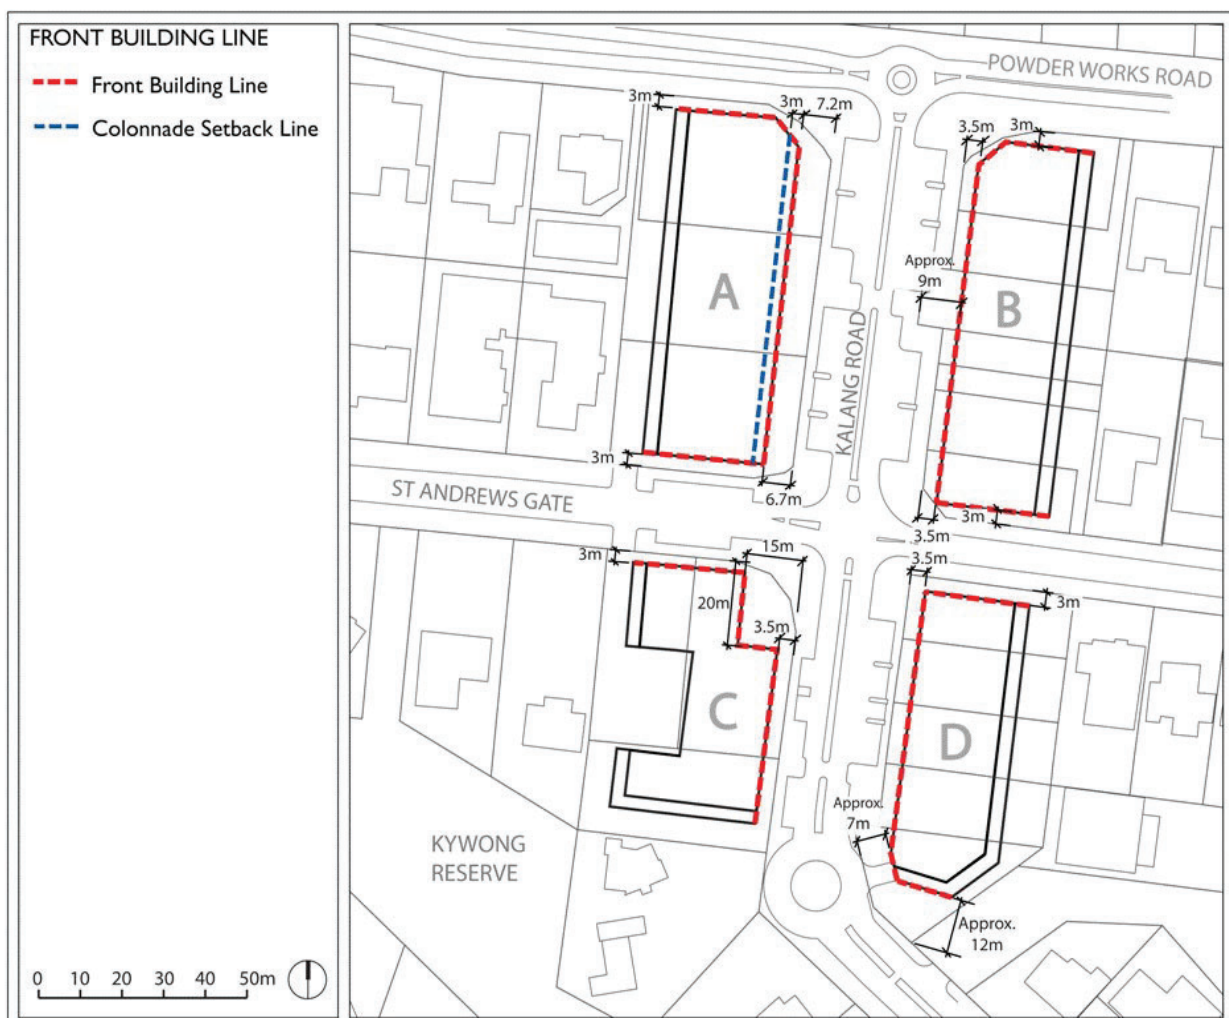 FRONT BUILDING LINE
Front Building Line
Colonnade Setback Line
0 10 20 30 40 50m
POWDER WORKS ROAD
3m
3m
7.2m
3.5m
3m
Approx.
9m
A
B
KALANG ROAD
3m
6.7m
ST ANDREWS GATE
3m
3.5m
3.5m
15m
3m
20m
3.5m
3m
C
D
Approx.
7m
KYWONG
RESERVE
Approx.
12m